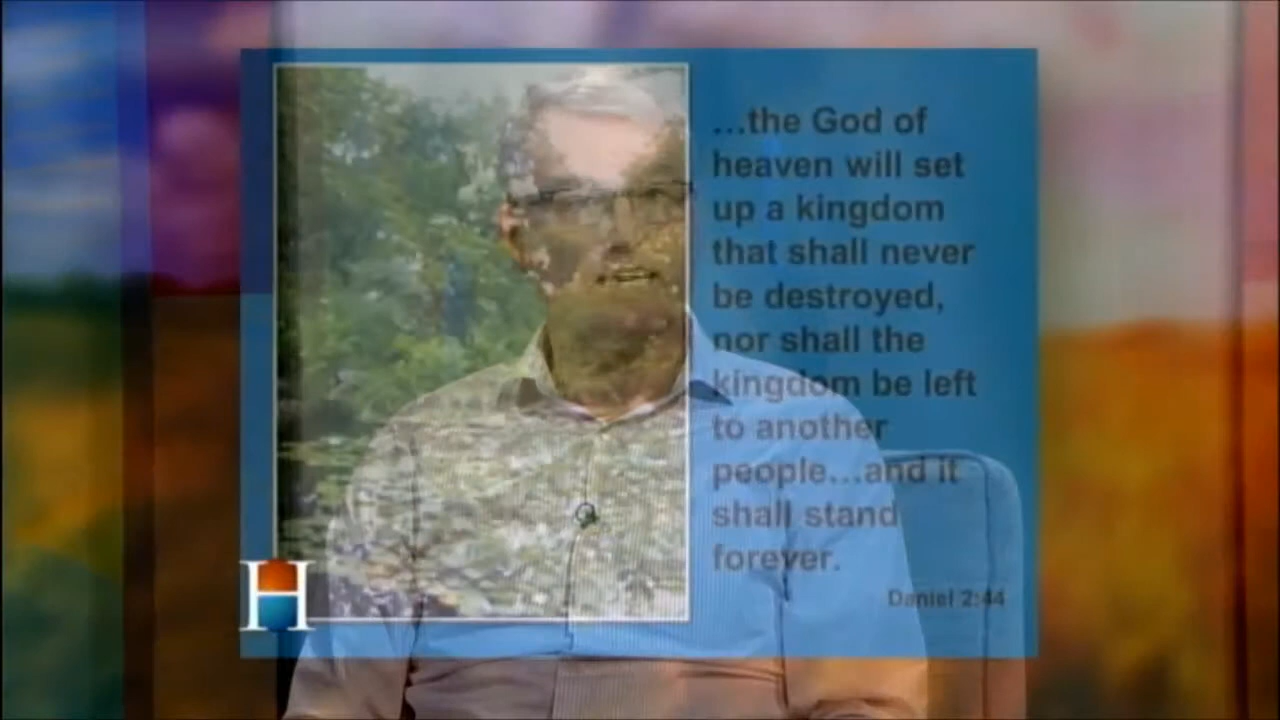 ...the God of
heaven will set
up a kingdom
that shall never
be destroyed,
nor shall the
kingdom be left
to another
people...and it
shall stand
forever.
Daniel 2:44
H